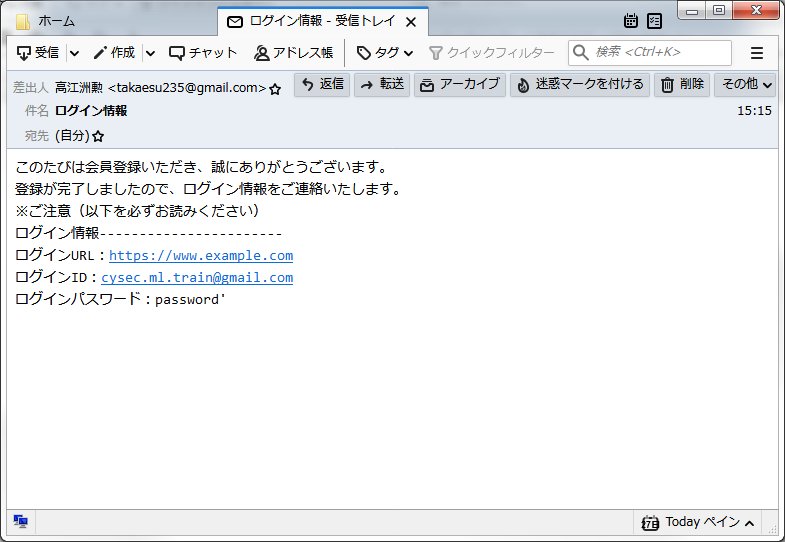 ホーム
ログイン情報 - 受信トレイ
受信 作成 チャット アドレス帳 タグ クイックフィルター 検索 <Ctrl+K>
差出人 高江洲勲 <takaesu235@gmail.com> 返信 転送 アーカイブ 迷惑マークを付ける 削除 その他
件名 ログイン情報 15:15
宛先 (自分)
このたびは会員登録いただき、誠にありがとうございます。
登録が完了しましたので、ログイン情報をご連絡いたします。
※ご注意（以下を必ずお読みください）
ログイン情報-----------------------
ログインURL：https://www.example.com
ログインID：cysec.ml.train@gmail.com
ログインパスワード：password'
Today ペイン